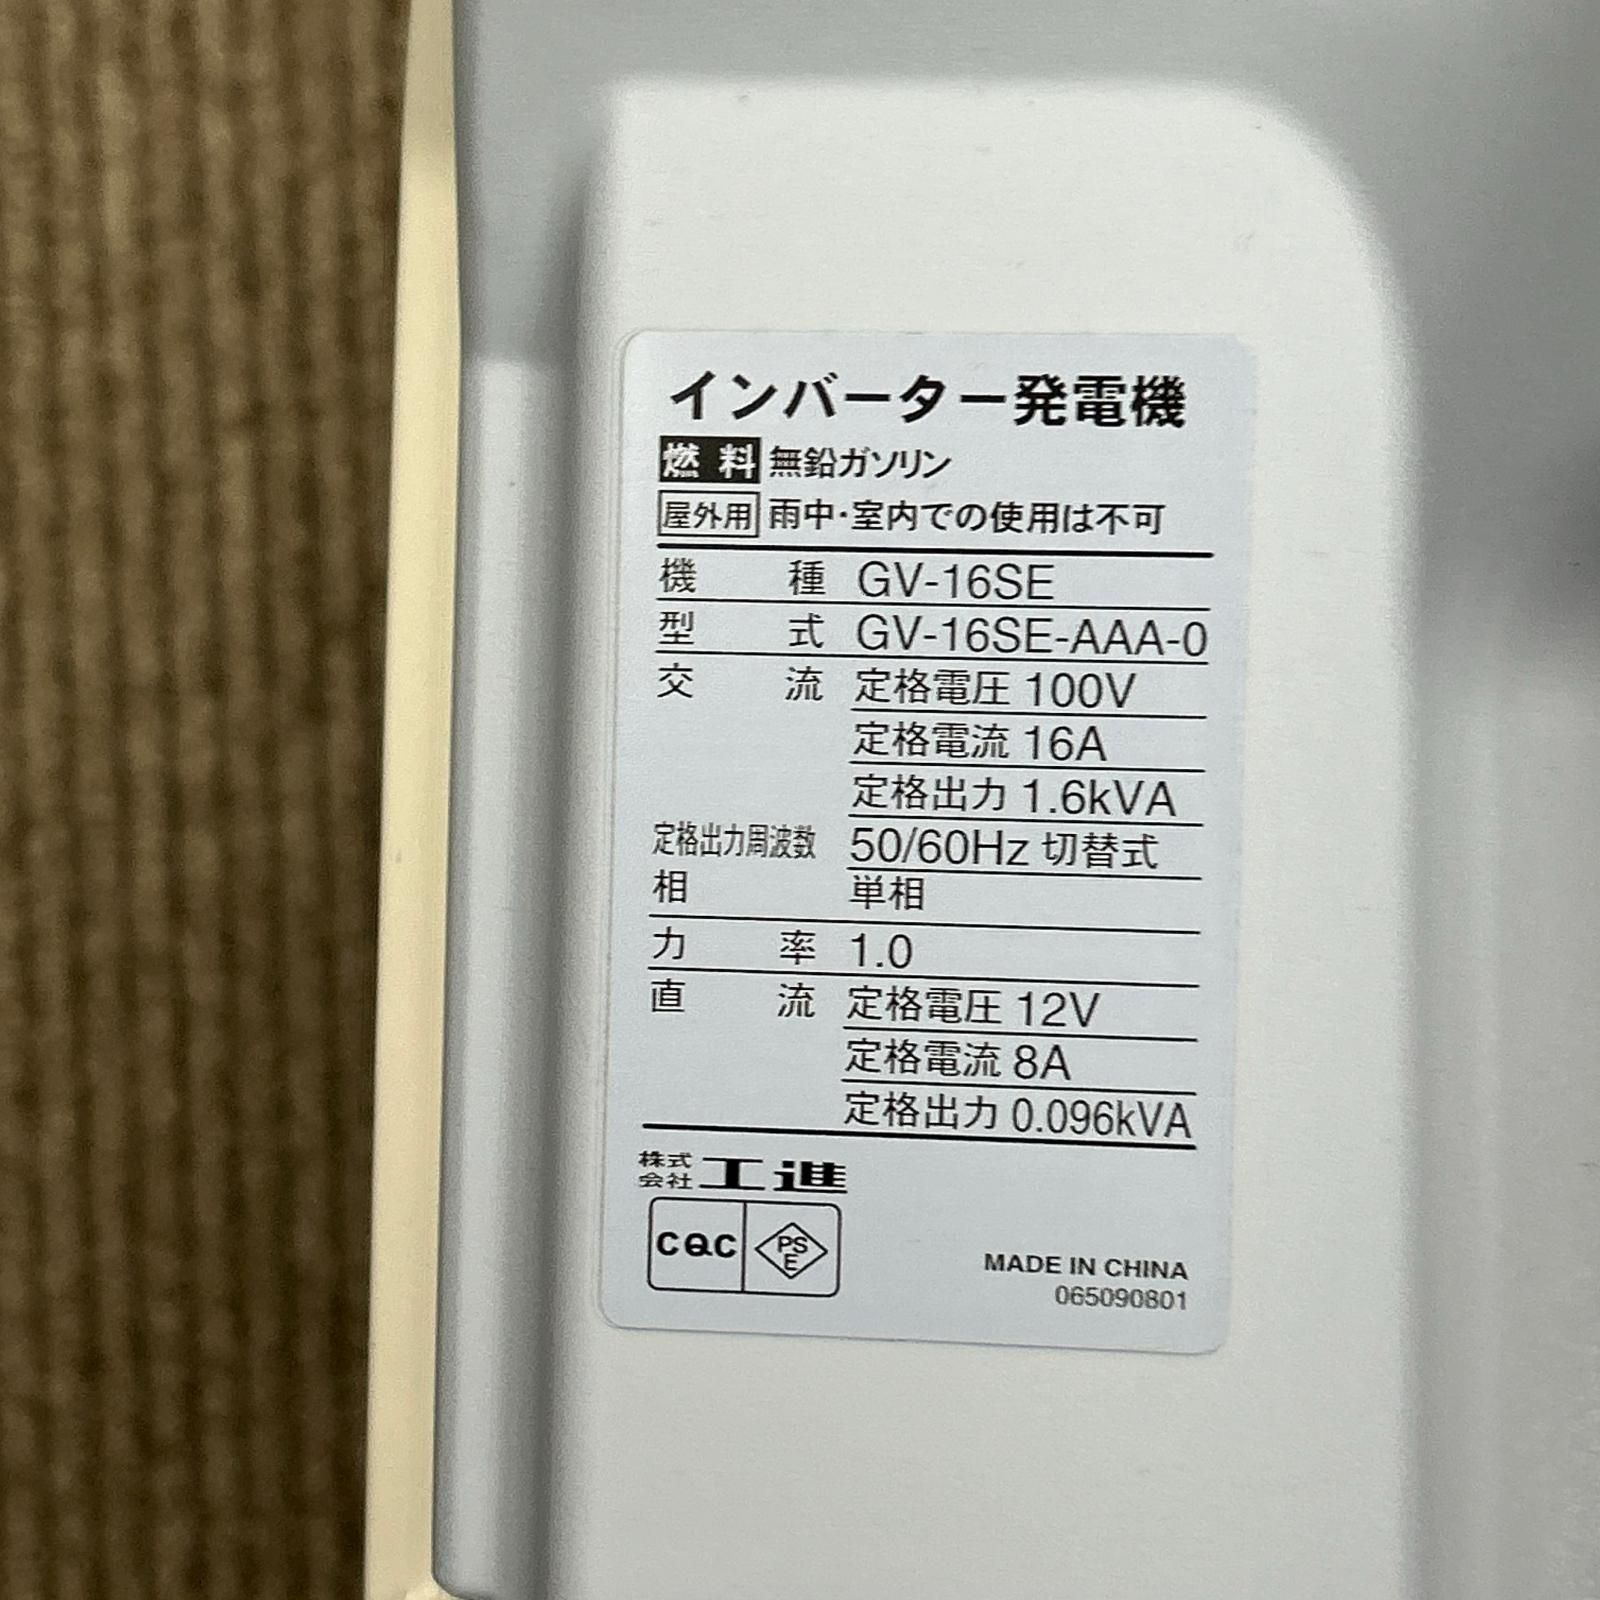 インバーター発電機
燃料 無鉛ガソリン
屋外用 雨中・室内での使用は不可
機種 GV-16SE
型式 GV-16SE-AAA-0
交流 定格電圧 100V
定格電流 16A
定格出力 1.6kVA
定格出力周波数 50/60Hz 切替式
相 単相
力率 1.0
直流 定格電圧 12V
定格電流 8A
定格出力 0.096kVA
株式会社 工進
CQC PSE
MADE IN CHINA
065090801